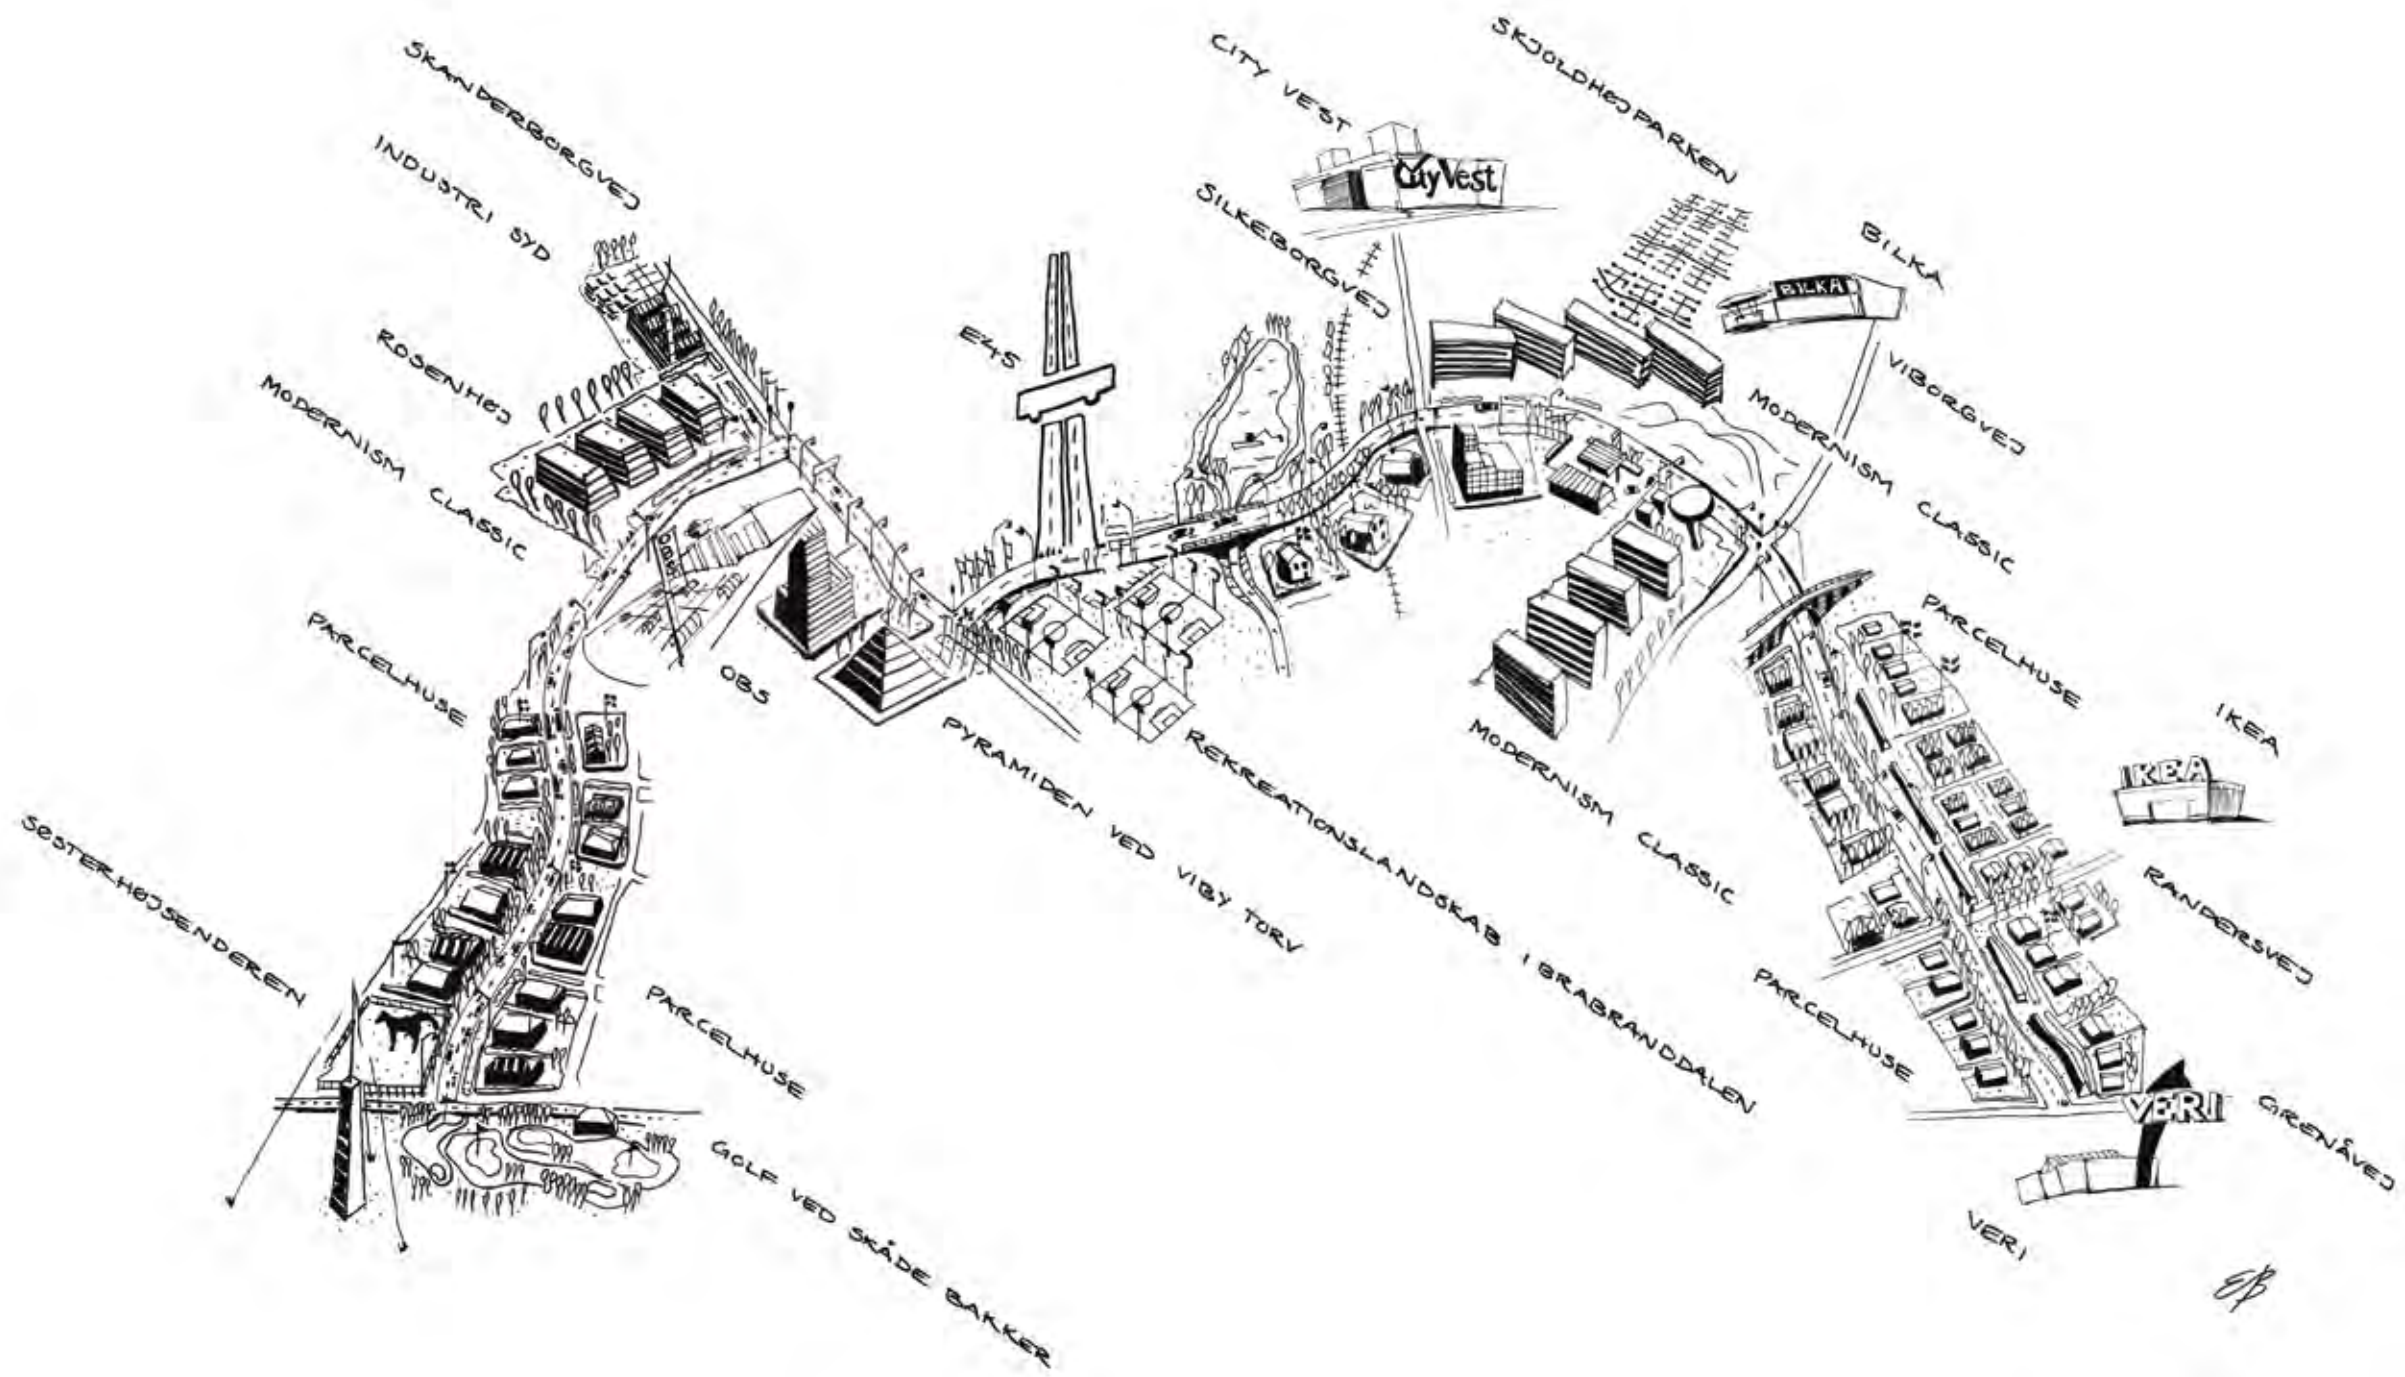 SKANDERBORGVEJ
INDUSTRI SYD
ROSENHØJ
MODERNISM CLASSIC
PARCELHUSE
SØSTERHØJSENDEREN
OBS
PARCELHUSE
GOLF VED SKÅDE BAKKER
PYRAMIDEN VED VIBY TORV
E45
REKREATIONSLANDSKAB I BRABRANDDALEN
CITY VEST
CityVest
SILKEBORGVEJ
SKJOLDHØJPARKEN
BILKA
BILKA
VIBORGVEJ
MODERNISM CLASSIC
MODERNISM CLASSIC
PARCELHUSE
IKEA
IKEA
RANDERSVEJ
PARCELHUSE
GRENÅVEJ
VERI
VERI